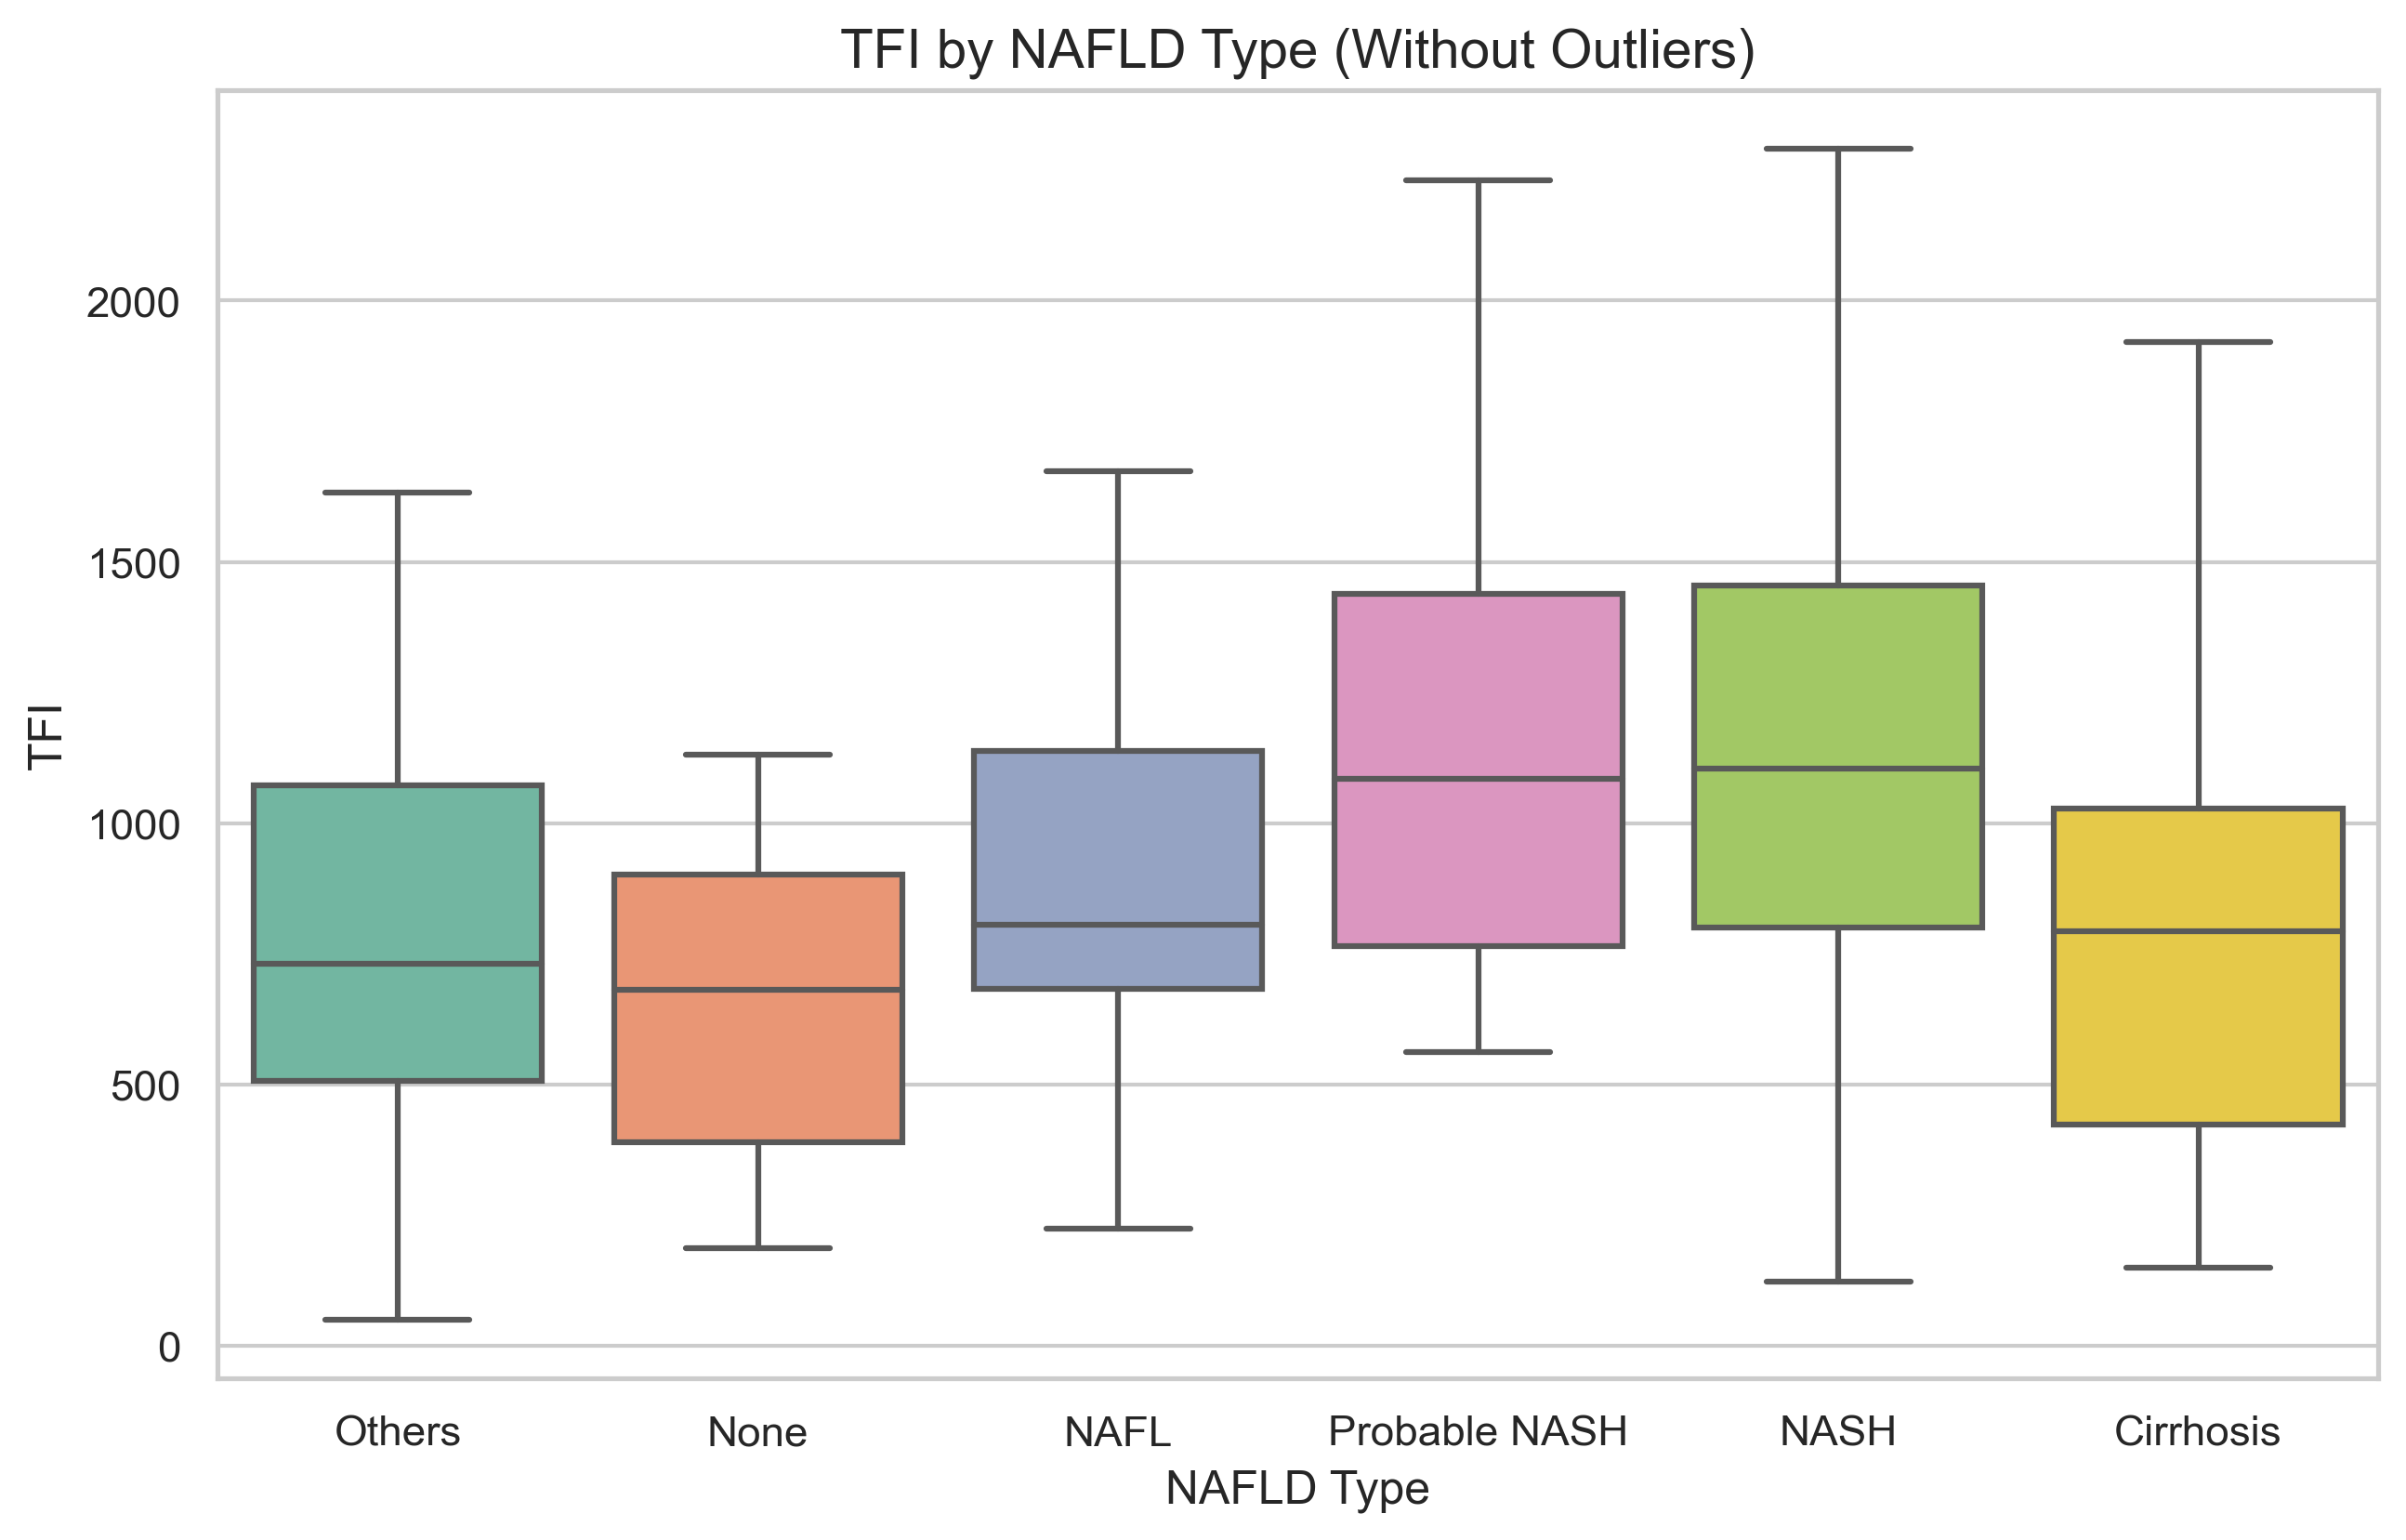 TFI by NAFLD Type (Without Outliers)
TFI
2000
1500
1000
500
0
Others
None
NAFL
Probable NASH
NASH
Cirrhosis
NAFLD Type